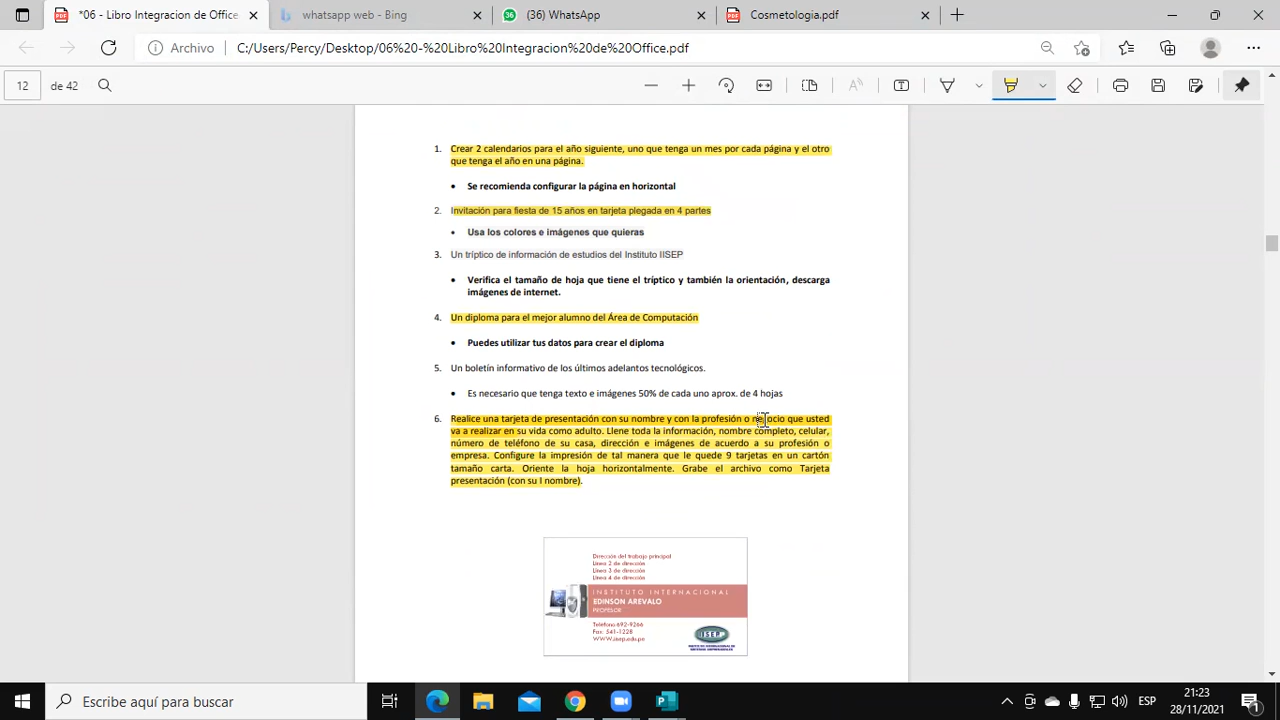 *06 - Libro Integracion de Office
whatsapp web - Bing
36
(36) WhatsApp
Cosmetologia.pdf
Archivo
C:/Users/Percy/Desktop/06%20-%20Libro%20Integracion%20de%20Office.pdf
12
de 42
1. Crear 2 calendarios para el año siguiente, uno que tenga un mes por cada página y el otro
que tenga el año en una página.
• Se recomienda configurar la página en horizontal
2. Invitación para fiesta de 15 años en tarjeta plegada en 4 partes
• Usa los colores e imágenes que quieras
3. Un tríptico de información de estudios del Instituto IISEP
• Verifica el tamaño de hoja que tiene el tríptico y también la orientación, descarga
imágenes de internet.
4. Un diploma para el mejor alumno del Área de Computación
• Puedes utilizar tus datos para crear el diploma
5. Un boletín informativo de los últimos adelantos tecnológicos.
• Es necesario que tenga texto e imágenes 50% de cada uno aprox. de 4 hojas
6. Realice una tarjeta de presentación con su nombre y con la profesión o negocio que usted
va a realizar en su vida como adulto. Llene toda la información, nombre completo, celular,
número de teléfono de su casa, dirección e imágenes de acuerdo a su profesión o
empresa. Configure la impresión de tal manera que le quede 9 tarjetas en un cartón
tamaño carta. Oriente la hoja horizontalmente. Grabe el archivo como Tarjeta
presentación (con su I nombre).
Dirección del trabajo principal
Línea 2 de dirección
Línea 3 de dirección
Línea 4 de dirección
INSTITUTO INTERNACIONAL
EDINSON AREVALO
PROFESOR
Teléfono 692-9266
Fax: 541-1228
WWW.iisep.edu.pe
Escribe aquí para buscar
ESP
21:23
28/11/2021
1